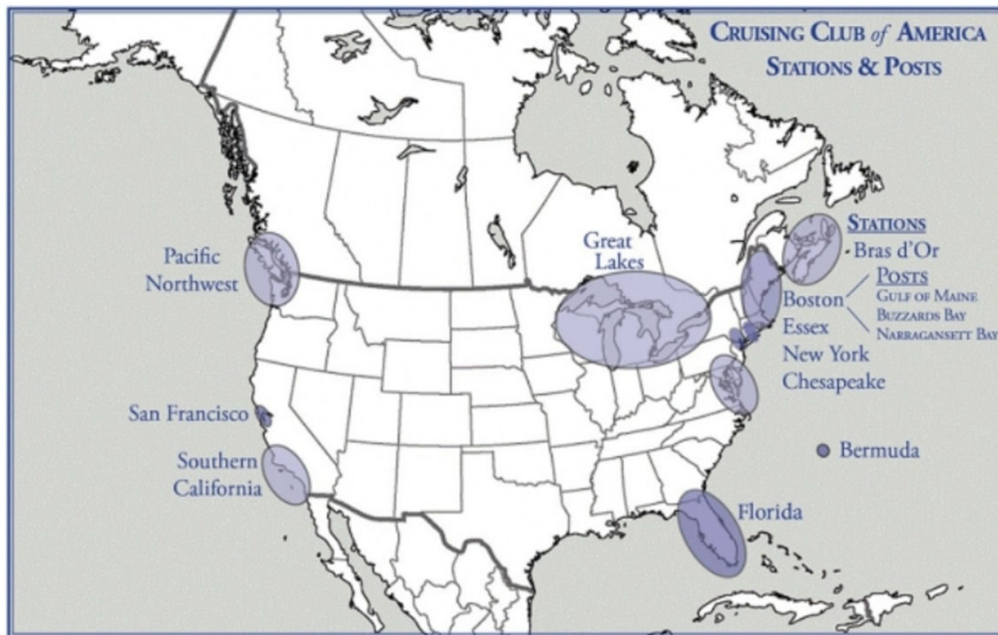 CRUISING CLUB of AMERICA
STATIONS & POSTS
Great
Lakes
Pacific
Northwest
STATIONS
Bras d'Or
POSTS
Boston
GULF OF MAINE
BUZZARDS BAY
NARRAGANSETT BAY
Essex
New York
Chesapeake
San Francisco
Southern
California
Bermuda
Florida